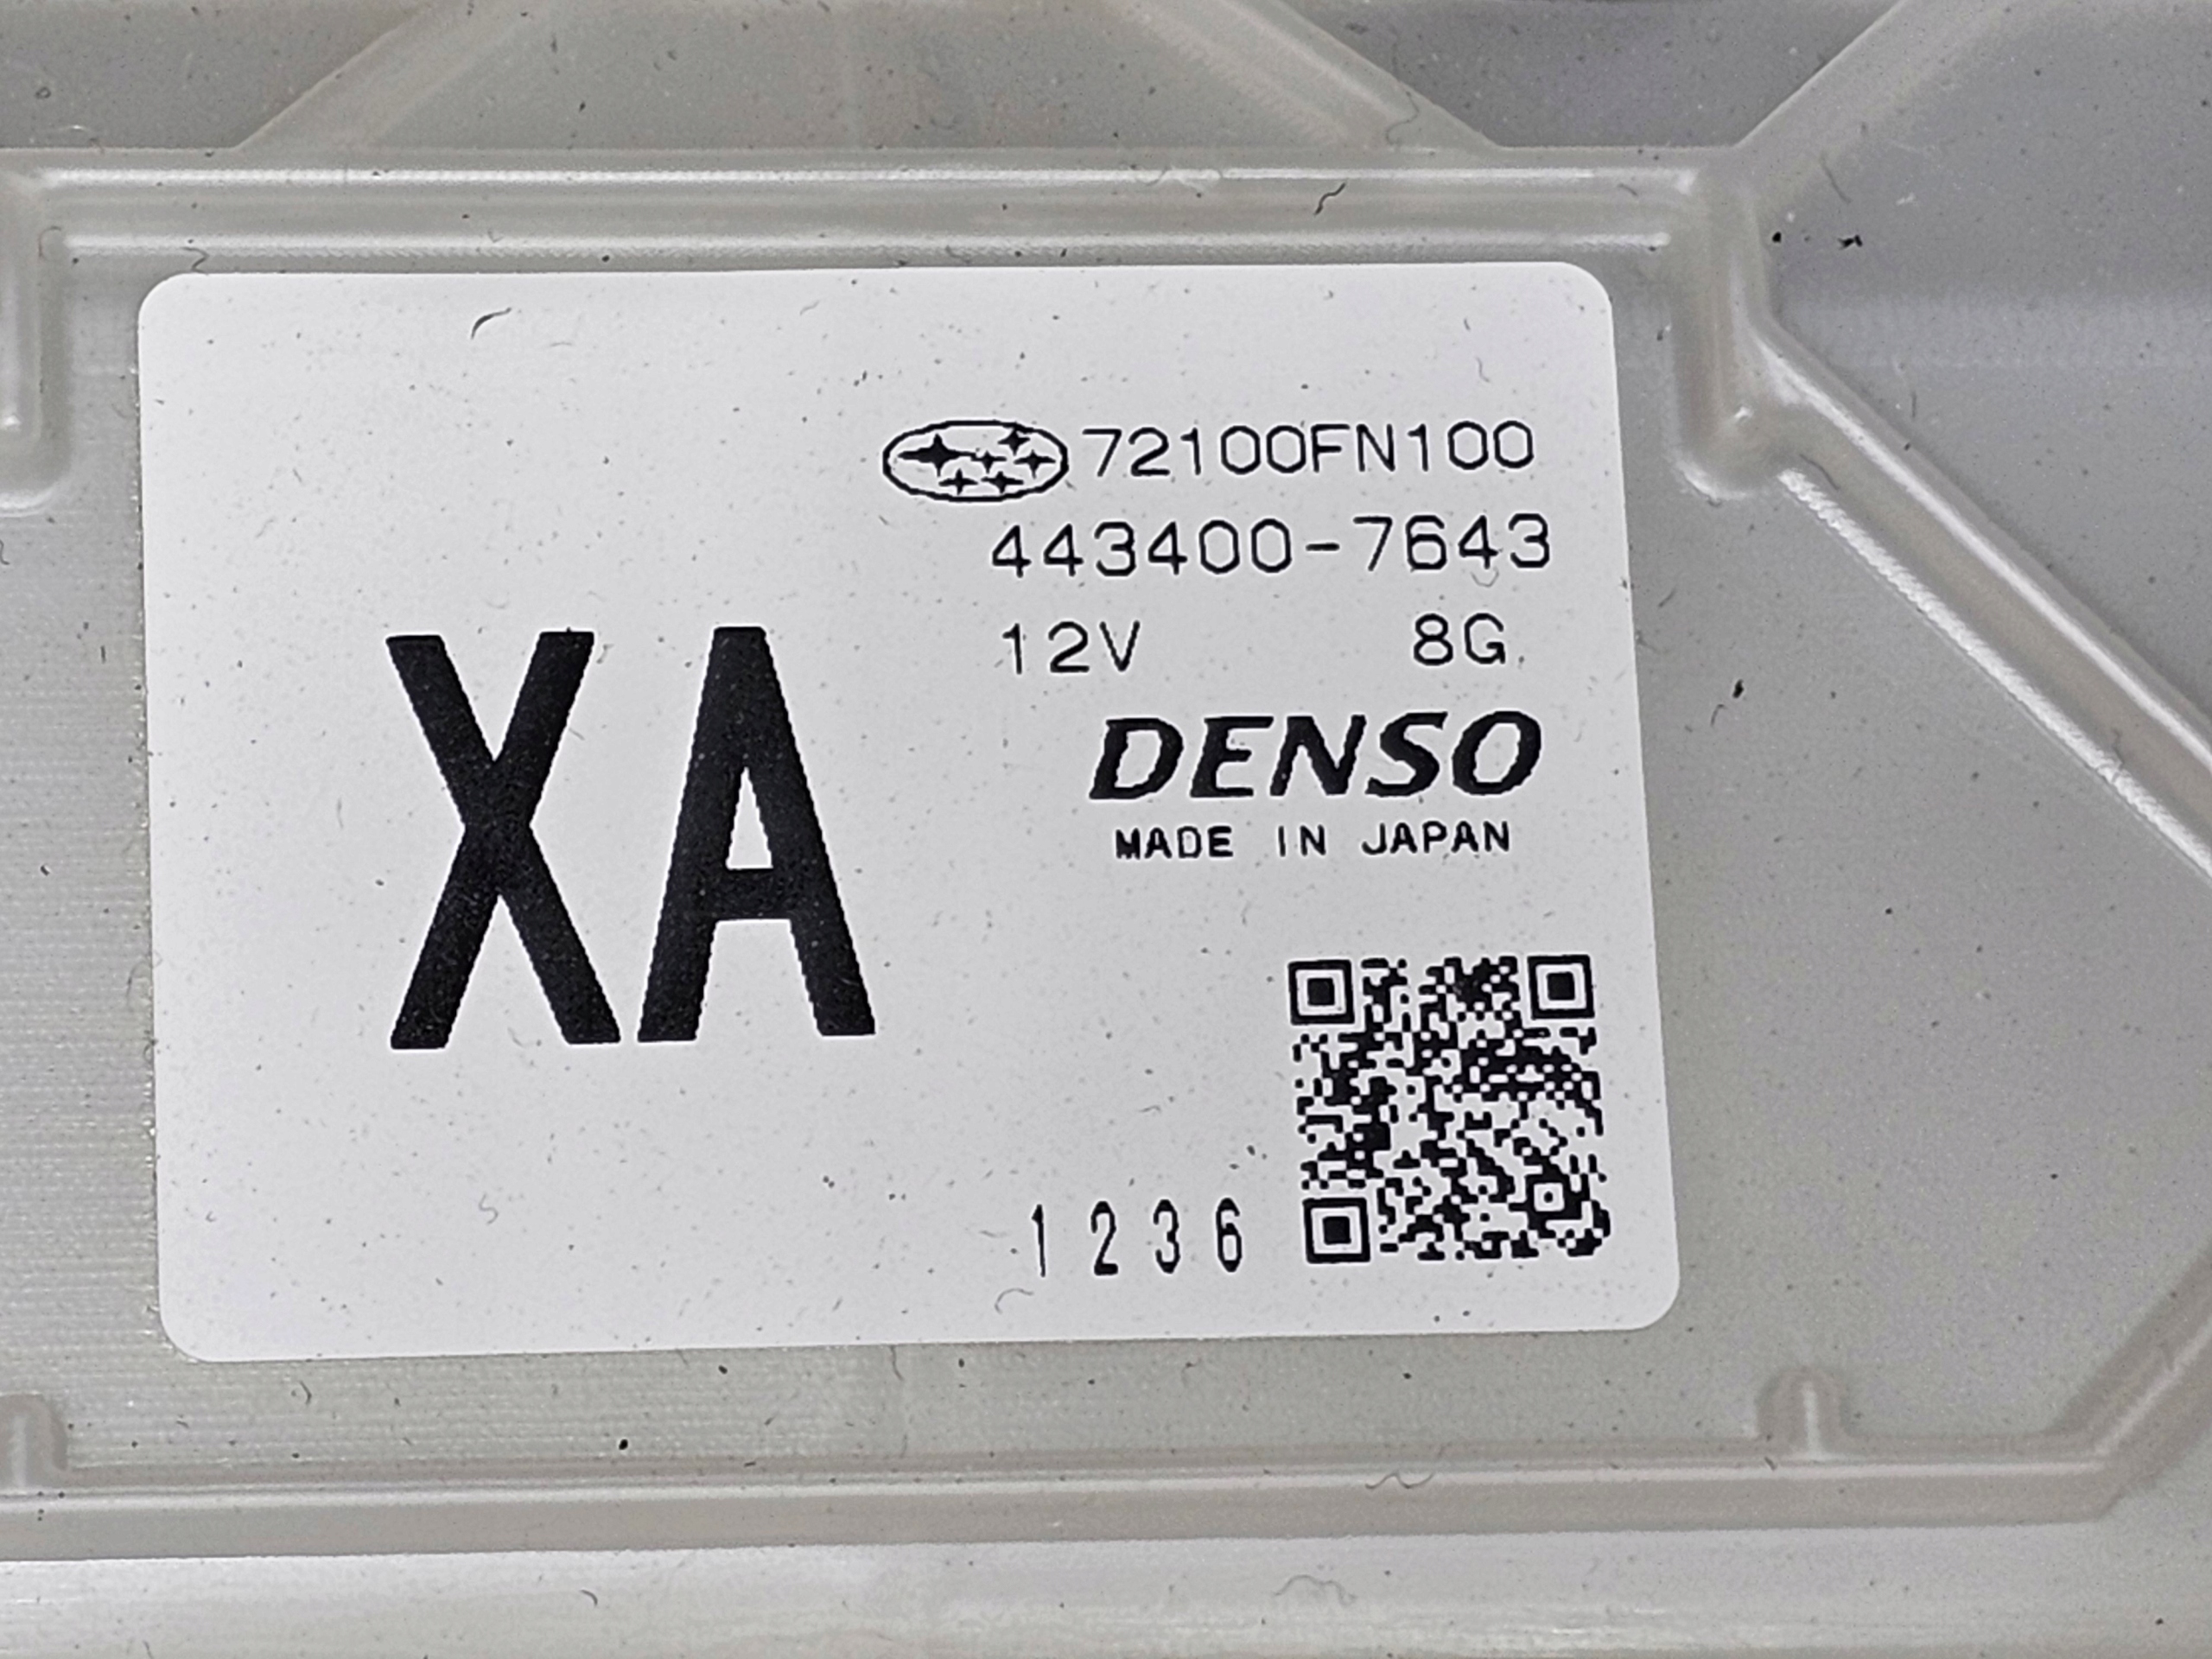 72100FN100
443400-7643
12V 8G
XA
DENSO
MADE IN JAPAN
1236